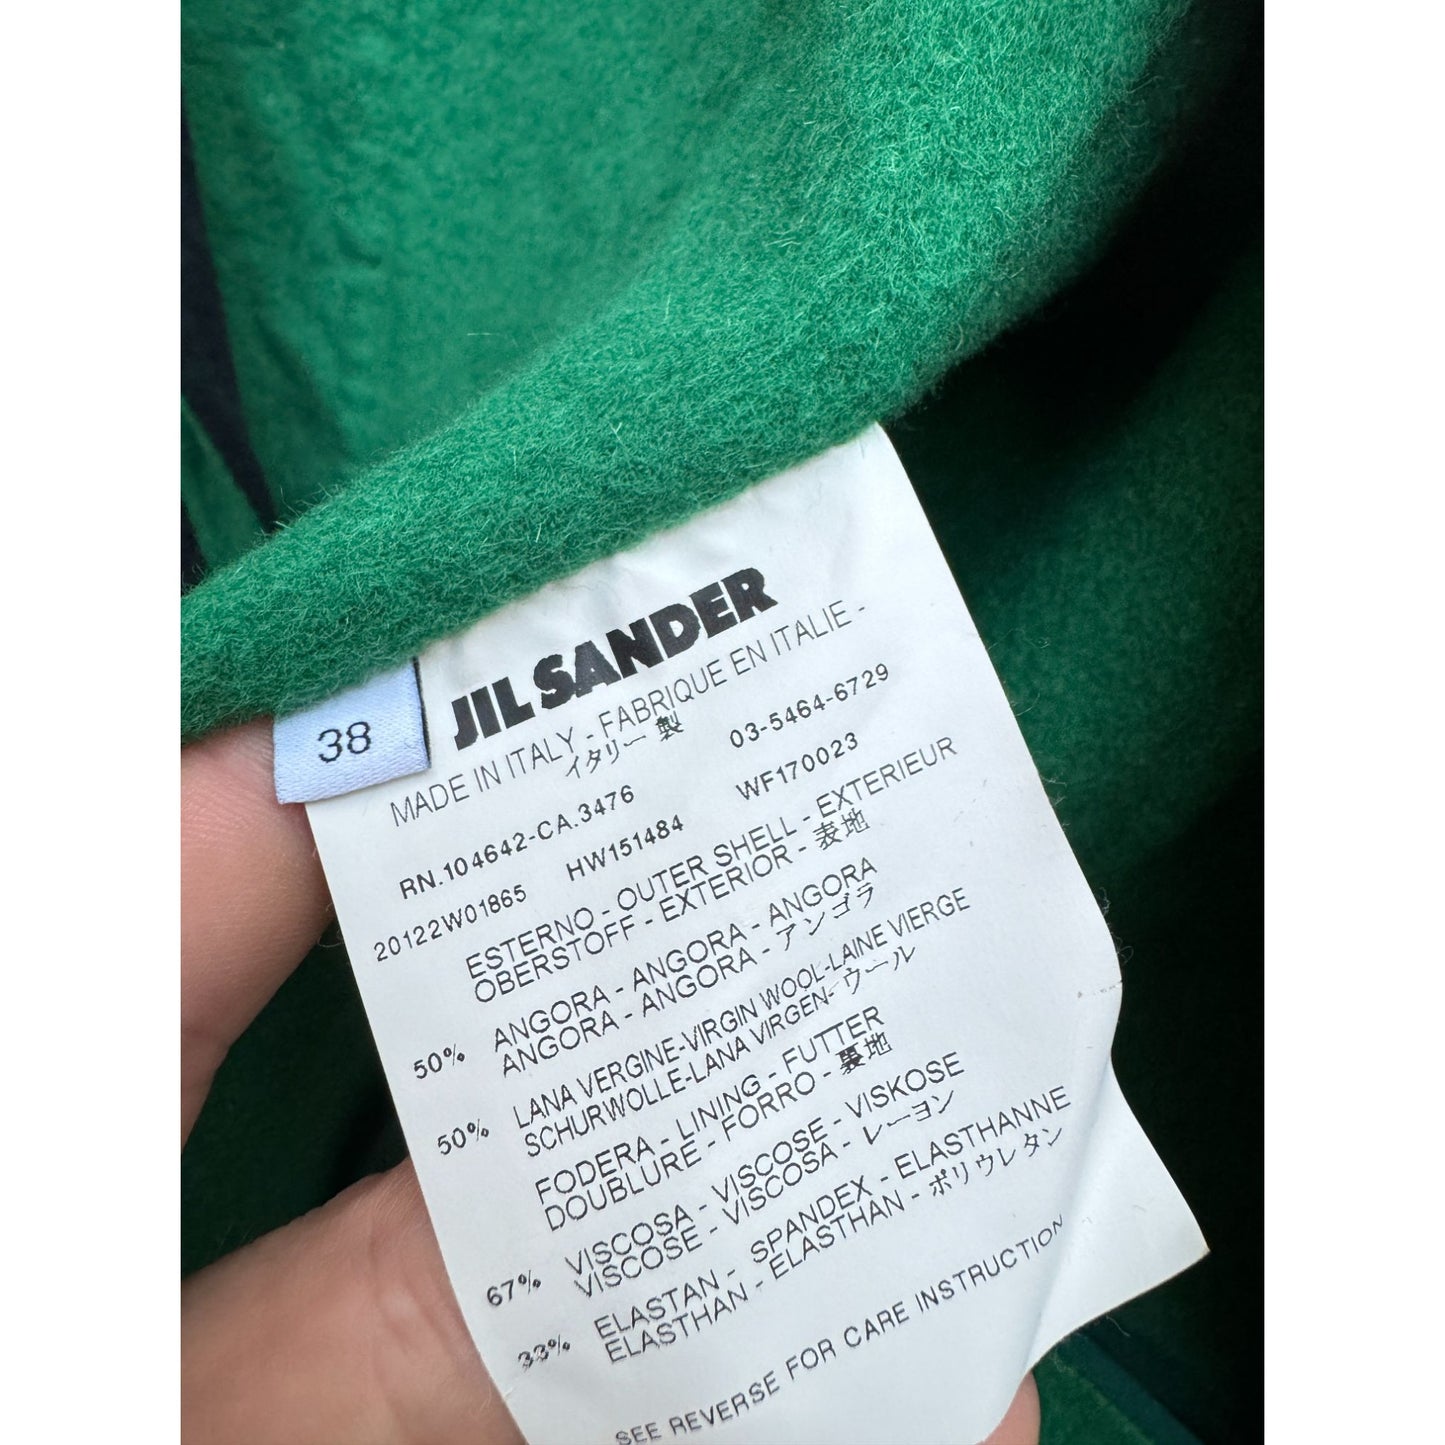 38
JIL SANDER
MADE IN ITALY - FABRIQUE EN ITALIE -
イタリー 製
RN.104642-CA.3476 03-5464-6729
20122W01865 HW151484 WF170023
ESTERNO - OUTER SHELL - EXTERIEUR
OBERSTOFF - EXTERIOR - 表地
50% ANGORA - ANGORA - ANGORA
ANGORA - ANGORA - アンゴラ
50% LANA VERGINE-VIRGIN WOOL-LAINE VIERGE
SCHURWOLLE-LANA VIRGEN-ウール
FODERA - LINING - FUTTER
DOUBLURE - FORRO - 裏地
67% VISCOSA - VISCOSE - VISKOSE
VISCOSE - VISCOSA - レーヨン
33% ELASTAN - SPANDEX - ELASTHANNE
ELASTHAN - ELASTHAN - ポリウレタン
SEE REVERSE FOR CARE INSTRUCTION